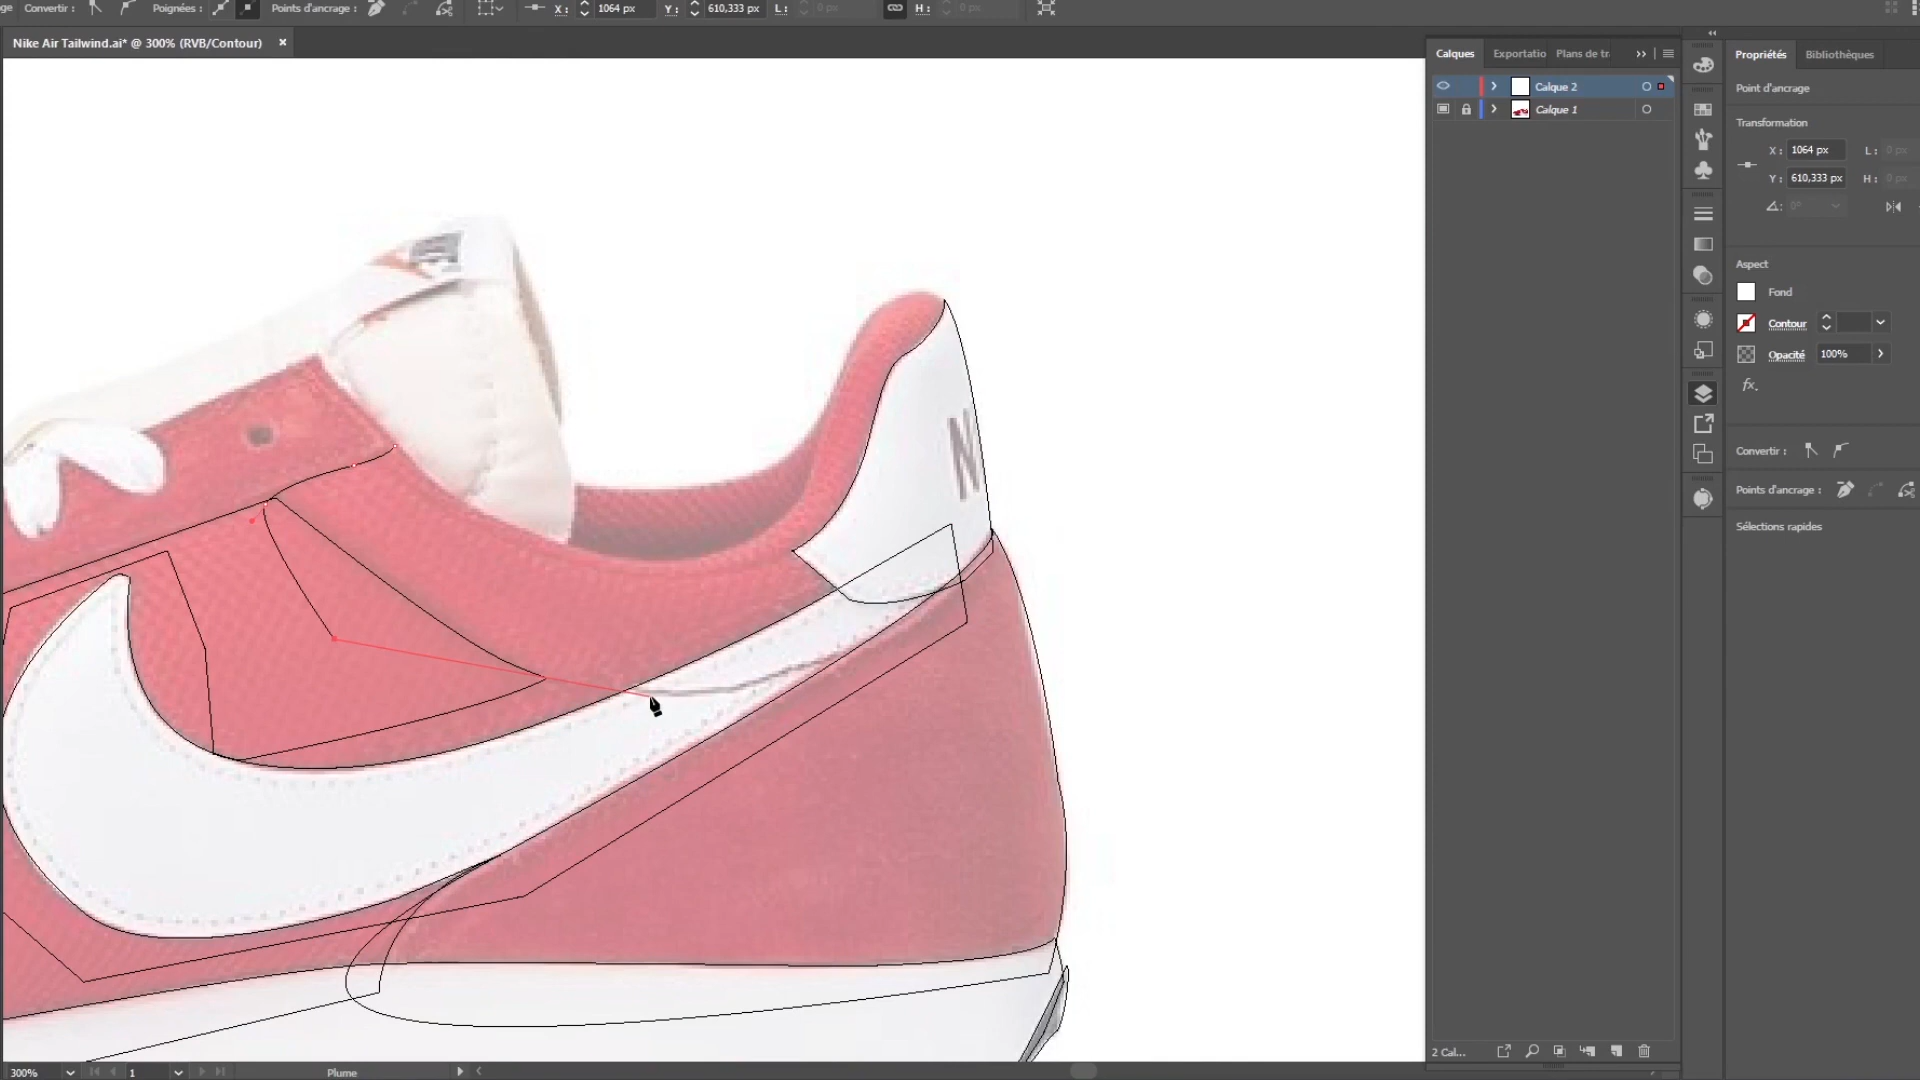 ge Convertir : Poignées : Points d'ancrage : X : 1064 px Y : 610,333 px L : 0 px H : 0 px
Nike Air Tailwind.ai* @ 300% (RVB/Contour) ×
Calques Exportatio Plans de tr
Calque 2
Calque 1
2 Cal...
Propriétés Bibliothèques
Point d'ancrage
Transformation
X : 1064 px L : 0 px
Y : 610,333 px H : 0 px
0°
Aspect
Fond
Contour
Opacité 100%
fx.
Convertir :
Points d'ancrage :
Sélections rapides
N
300% 1 Plume